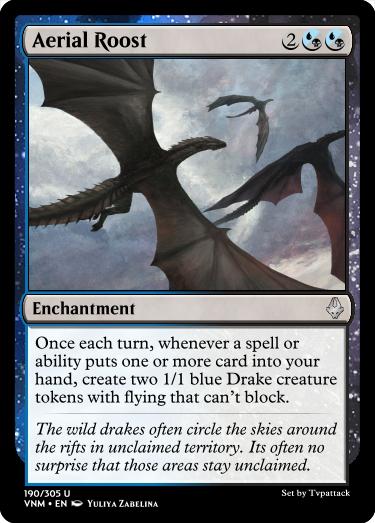 Aerial Roost 2
Enchantment
Once each turn, whenever a spell or
ability puts one or more card into your
hand, create two 1/1 blue Drake creature
tokens with flying that can't block.
The wild drakes often circle the skies around
the rifts in unclaimed territory. Its often no
surprise that those areas stay unclaimed.
190/305 U
Set by Tvpattack
VNM • EN Yuliya Zabelina